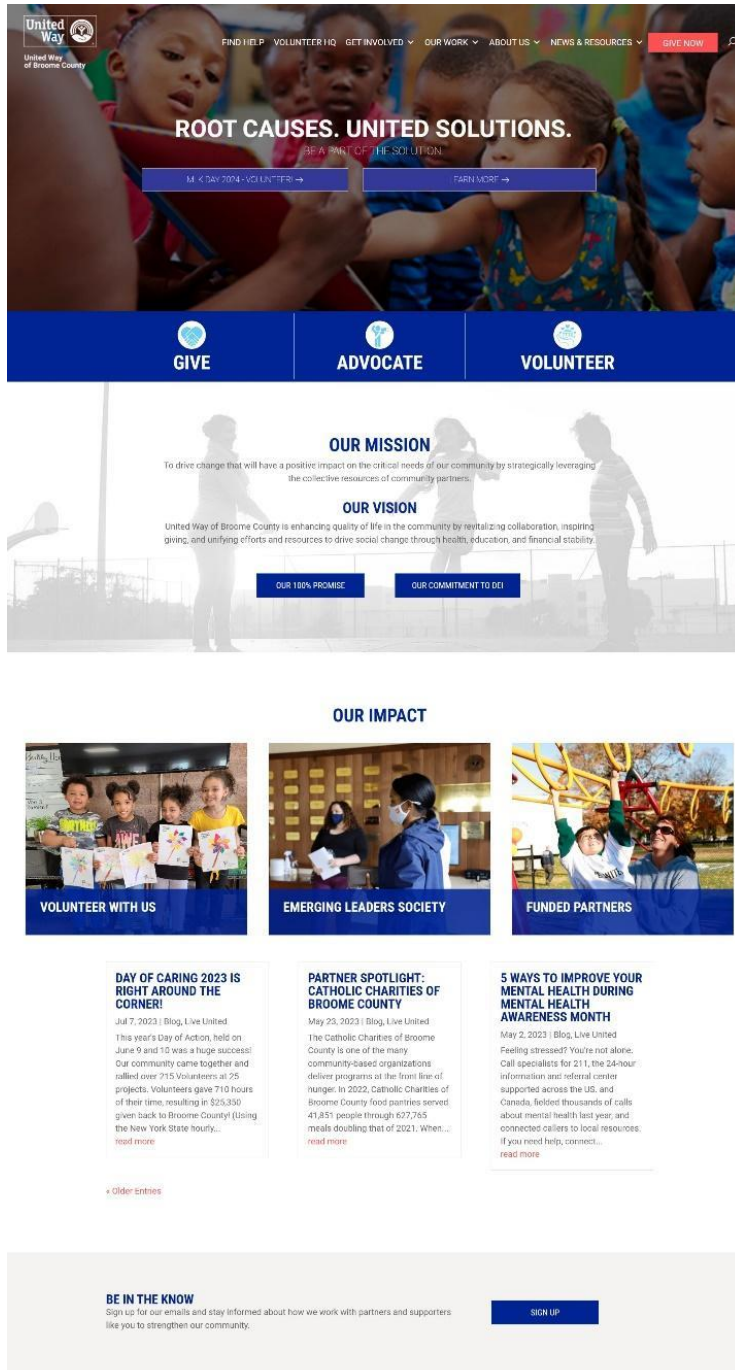 United
Way
United Way
of Broome County
FIND HELP VOLUNTEER HQ GET INVOLVED OUR WORK ABOUT US NEWS & RESOURCES GIVE NOW
ROOT CAUSES. UNITED SOLUTIONS.
BE A PART OF THE SOLUTION.
MLK DAY 2024 - VOLUNTEER! → LEARN MORE →
GIVE ADVOCATE VOLUNTEER
OUR MISSION
To drive change that will have a positive impact on the critical needs of our community by strategically leveraging
the collective resources of community partners.
OUR VISION
United Way of Broome County is enhancing quality of life in the community by revitalizing collaboration, inspiring
giving, and unifying efforts and resources to drive social change through health, education, and financial stability.
OUR 100% PROMISE OUR COMMITMENT TO DEI
OUR IMPACT
VOLUNTEER WITH US
EMERGING LEADERS SOCIETY
FUNDED PARTNERS
DAY OF CARING 2023 IS
RIGHT AROUND THE
CORNER!
Jul 7, 2023 | Blog, Live United
This year's Day of Action, held on
June 9 and 10 was a huge success!
Our community came together and
rallied over 215 Volunteers at 25
projects. Volunteers gave 710 hours
of their time, resulting in $25,350
given back to Broome County! (Using
the New York State hourly...
read more
PARTNER SPOTLIGHT:
CATHOLIC CHARITIES OF
BROOME COUNTY
May 23, 2023 | Blog, Live United
The Catholic Charities of Broome
County is one of the many
community-based organizations
deliver programs at the front line of
hunger. In 2022, Catholic Charities of
Broome County food pantries served
41,851 people through 627,765
meals doubling that of 2021. When...
read more
5 WAYS TO IMPROVE YOUR
MENTAL HEALTH DURING
MENTAL HEALTH
AWARENESS MONTH
May 2, 2023 | Blog, Live United
Feeling stressed? You're not alone.
Call specialists for 211, the 24-hour
information and referral center
supported across the US. and
Canada, fielded thousands of calls
about mental health last year, and
connected callers to local resources.
If you need help, connect...
read more
« Older Entries
BE IN THE KNOW
Sign up for our emails and stay informed about how we work with partners and supporters
like you to strengthen our community.
SIGN UP